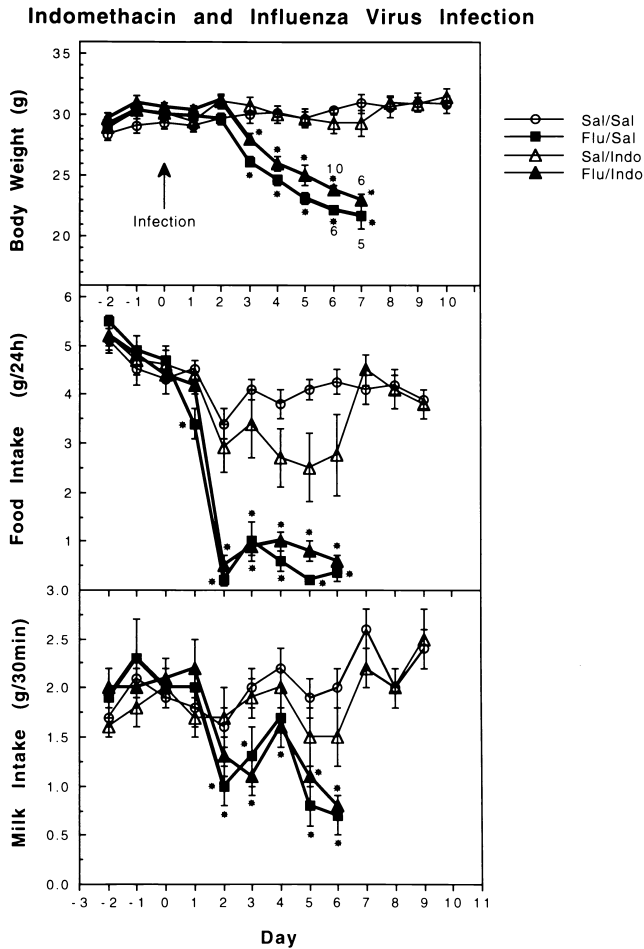 Indomethacin and Influenza Virus Infection
Body Weight (g)
35
30
25
20
Infection
10
6
6
5
Sal/Sal
Flu/Sal
Sal/Indo
Flu/Indo
-2 -1 0 1 2 3 4 5 6 7 8 9 10
Food Intake (g/24h)
6
5
4
3
2
1
3.0
Milk Intake (g/30min)
2.5
2.0
1.5
1.0
0.5
0.0
-3 -2 -1 0 1 2 3 4 5 6 7 8 9 10 11
Day